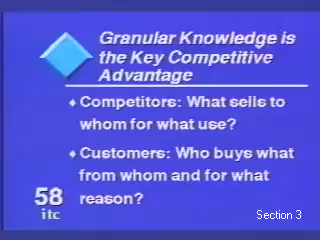 Granular Knowledge is
the Key Competitive
Advantage
♦ Competitors: What sells to
whom for what use?
♦ Customers: Who buys what
from whom and for what
reason?
58
itc
Section 3